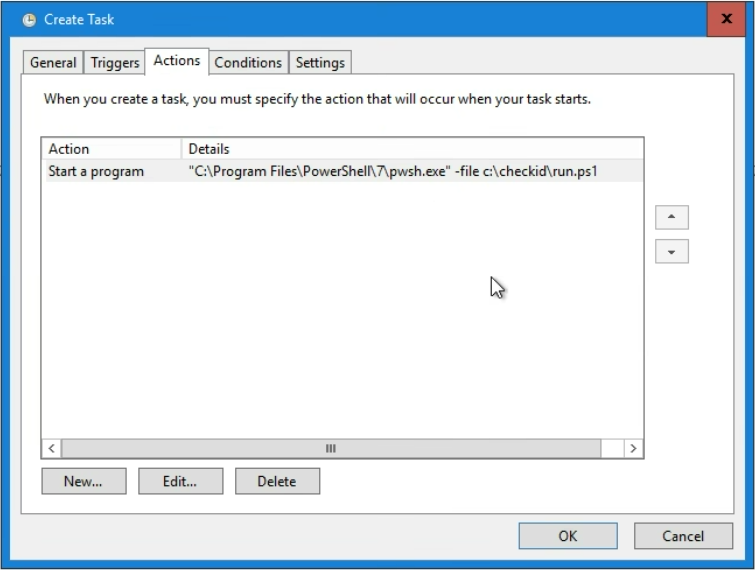 Create Task
x
General Triggers Actions Conditions Settings
When you create a task, you must specify the action that will occur when your task starts.
Action Details
Start a program "C:\Program Files\PowerShell\7\pwsh.exe" -file c:\checkid\run.ps1
New... Edit... Delete
OK Cancel